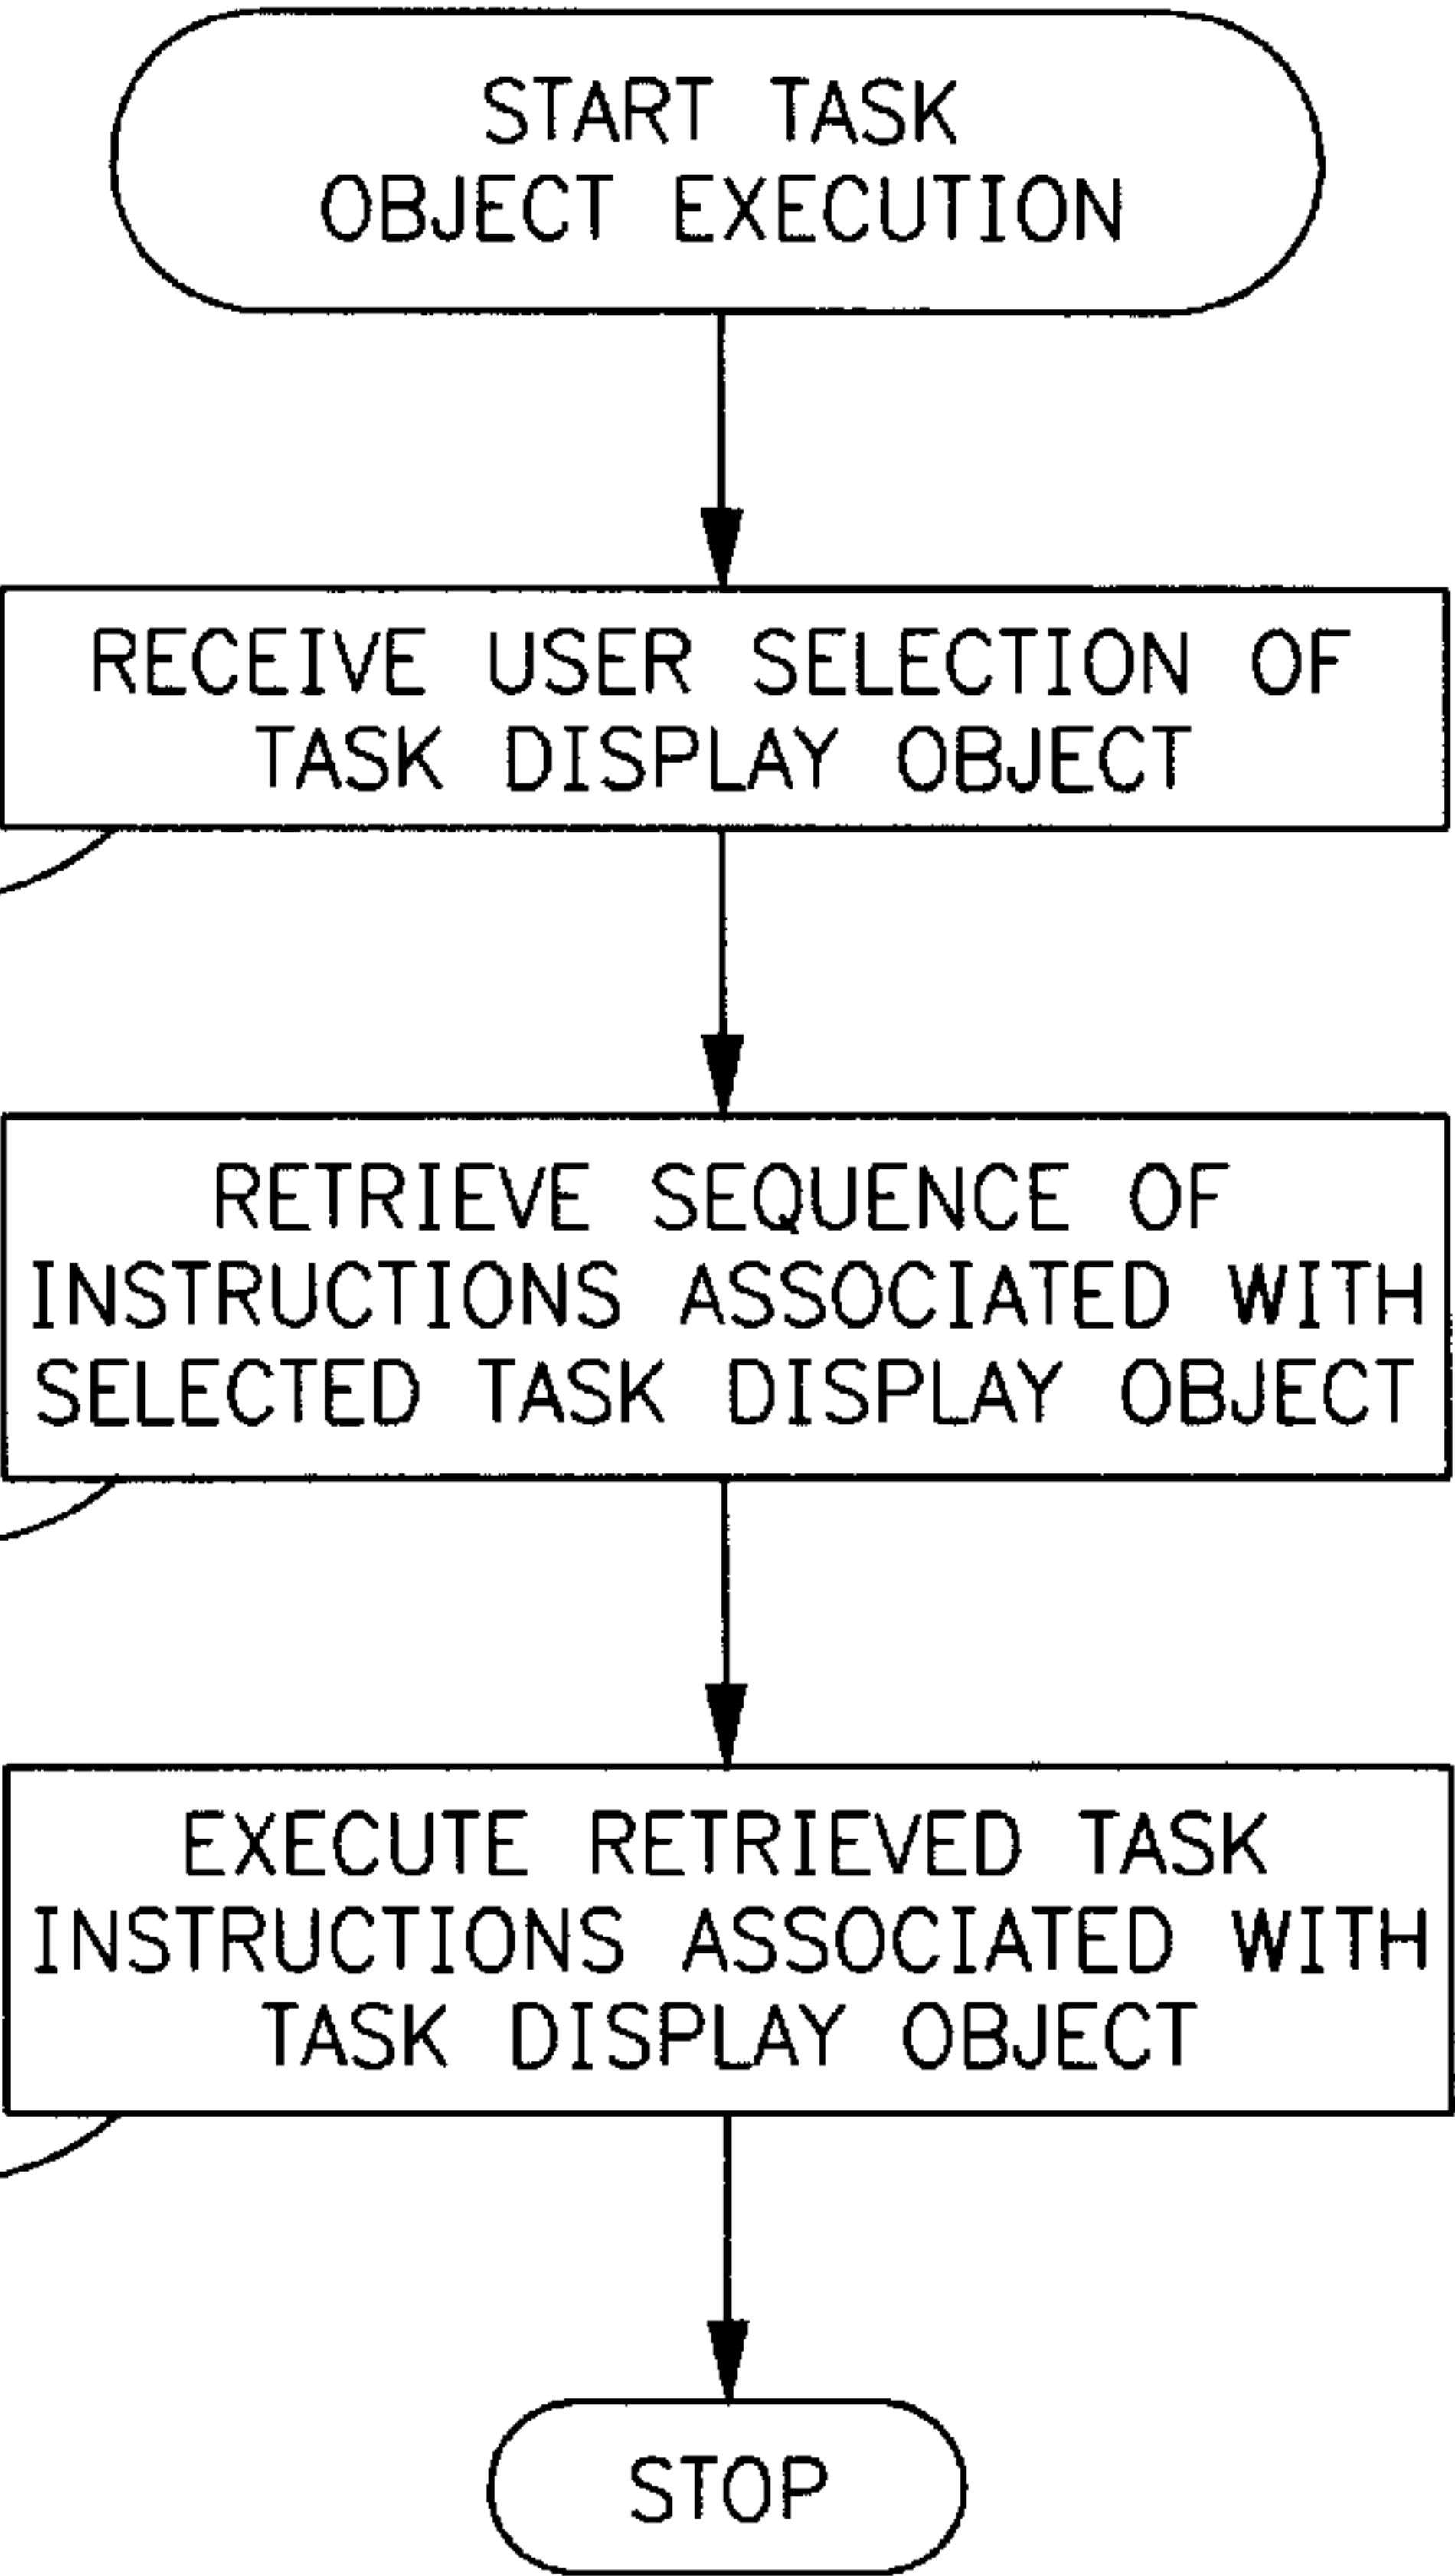 START TASK
OBJECT EXECUTION
RECEIVE USER SELECTION OF
TASK DISPLAY OBJECT
RETRIEVE SEQUENCE OF
INSTRUCTIONS ASSOCIATED WITH
SELECTED TASK DISPLAY OBJECT
EXECUTE RETRIEVED TASK
INSTRUCTIONS ASSOCIATED WITH
TASK DISPLAY OBJECT
STOP